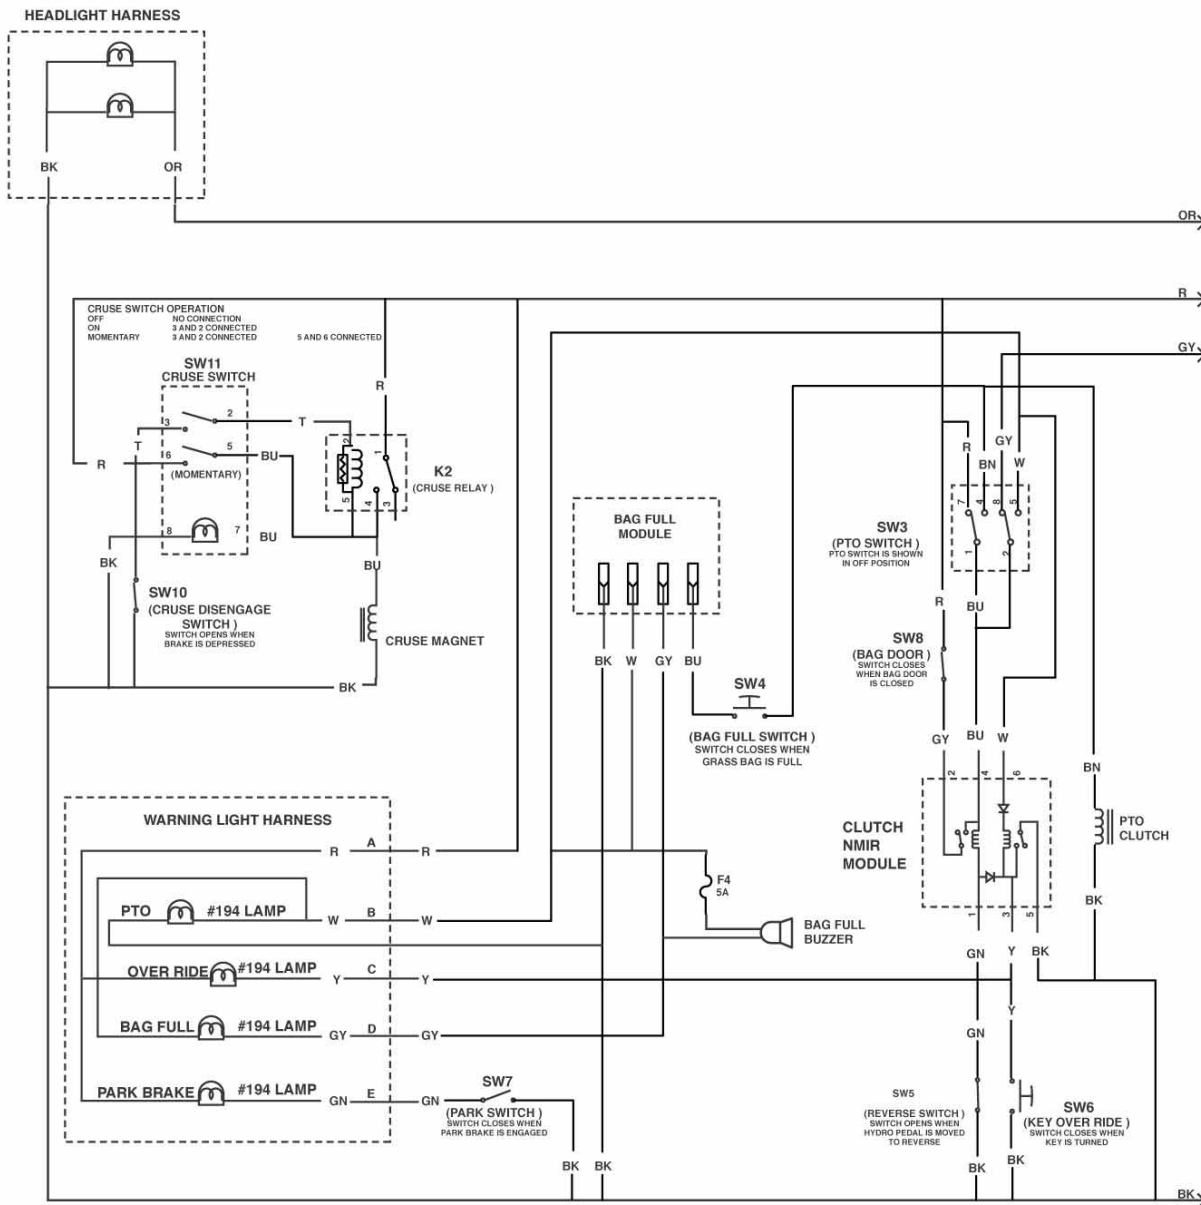 HEADLIGHT HARNESS
BK
OR
OR
R
CRUSE SWITCH OPERATION
OFF NO CONNECTION
ON 3 AND 2 CONNECTED
MOMENTARY 3 AND 2 CONNECTED 5 AND 6 CONNECTED
GY
SW11
CRUSE SWITCH
R
3
2
T
T
6
5
BU
R
(MOMENTARY)
8
7
BU
BK
2
1
5
4
3
K2
(CRUSE RELAY )
BU
SW10
(CRUSE DISENGAGE
SWITCH )
SWITCH OPENS WHEN
BRAKE IS DEPRESSED
CRUSE MAGNET
BK
BAG FULL
MODULE
BK
W
GY
BU
SW4
(BAG FULL SWITCH )
SWITCH CLOSES WHEN
GRASS BAG IS FULL
R
BN
GY
W
7
4
8
5
SW3
(PTO SWITCH )
PTO SWITCH IS SHOWN
IN OFF POSITION
1
2
R
BU
SW8
(BAG DOOR )
SWITCH CLOSES
WHEN BAG DOOR
IS CLOSED
GY
BU
W
2
4
6
BN
CLUTCH
NMIR
MODULE
PTO
CLUTCH
BK
1
3
5
WARNING LIGHT HARNESS
R
A
R
PTO
#194 LAMP
W
B
W
OVER RIDE
#194 LAMP
Y
C
Y
BAG FULL
#194 LAMP
GY
D
GY
PARK BRAKE
#194 LAMP
GN
E
GN
F4
5A
BAG FULL
BUZZER
SW7
(PARK SWITCH )
SWITCH CLOSES WHEN
PARK BRAKE IS ENGAGED
BK
BK
GN
Y
BK
GN
Y
SW5
(REVERSE SWITCH )
SWITCH OPENS WHEN
HYDRO PEDAL IS MOVED
TO REVERSE
SW6
(KEY OVER RIDE )
SWITCH CLOSES WHEN
KEY IS TURNED
BK
BK
BK